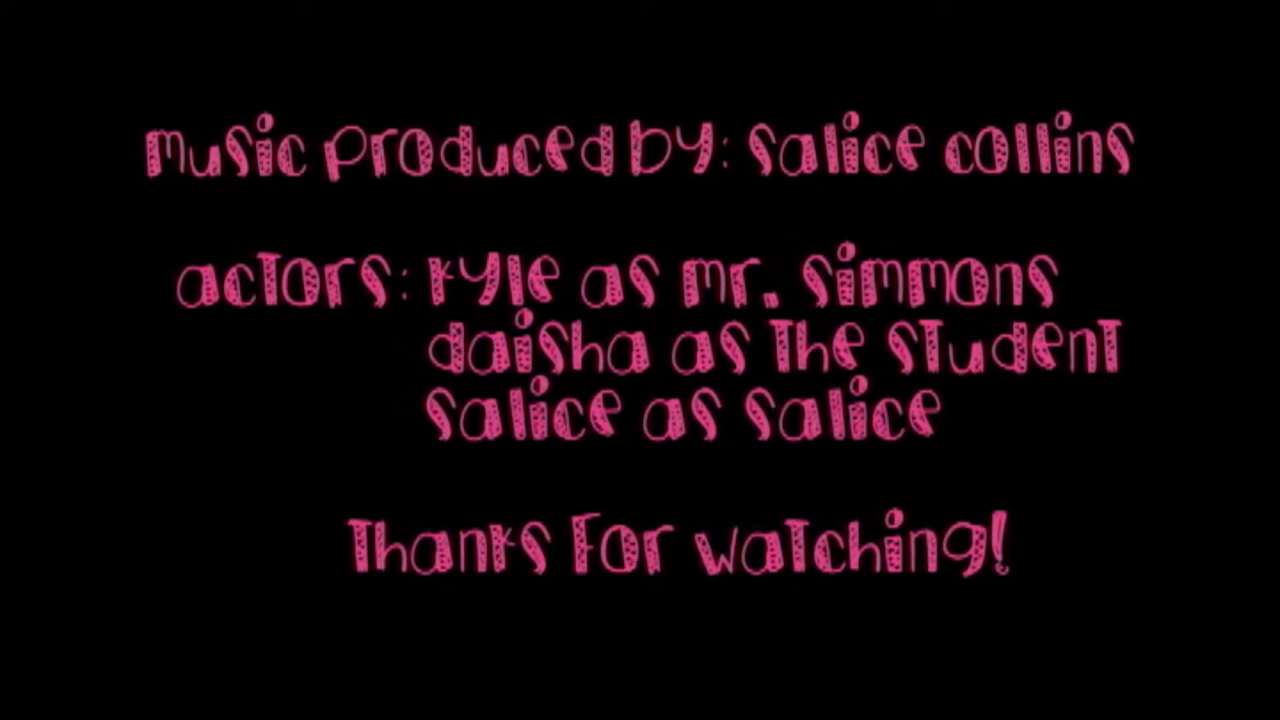 music produced by: salice collins
actors: kyle as mr. simmons
daisha as the student
salice as salice
Thanks for watching!